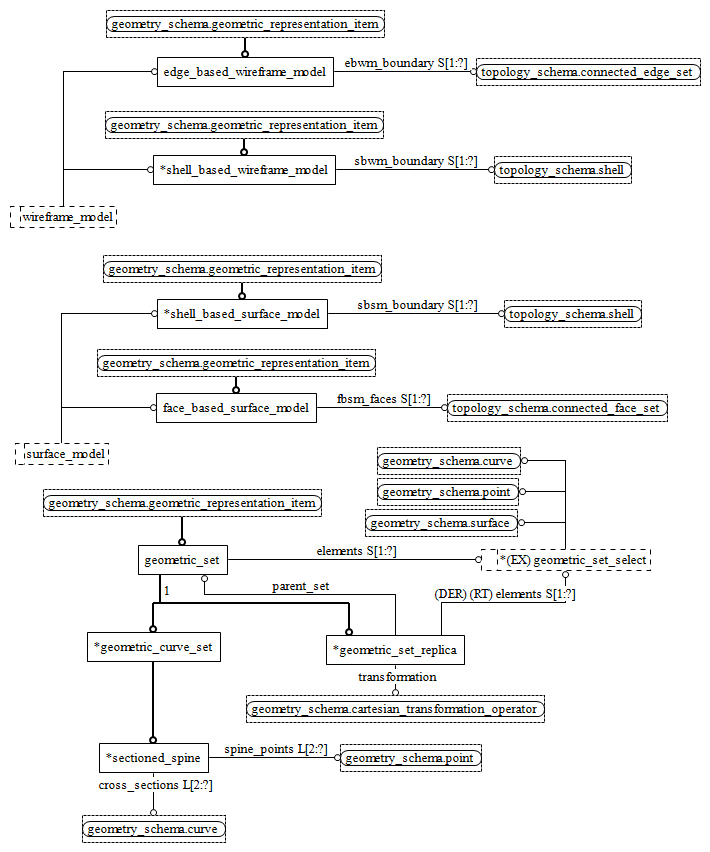 geometry_schema.geometric_representation_item
edge_based_wireframe_model
ebwm_boundary S[1:?]
topology_schema.connected_edge_set
geometry_schema.geometric_representation_item
*shell_based_wireframe_model
sbwm_boundary S[1:?]
topology_schema.shell
wireframe_model
geometry_schema.geometric_representation_item
*shell_based_surface_model
sbsm_boundary S[1:?]
topology_schema.shell
geometry_schema.geometric_representation_item
face_based_surface_model
fbsm_faces S[1:?]
topology_schema.connected_face_set
surface_model
geometry_schema.curve
geometry_schema.point
geometry_schema.geometric_representation_item
geometry_schema.surface
geometric_set
elements S[1:?]
*(EX) geometric_set_select
1
parent_set
(DER) (RT) elements S[1:?]
*geometric_curve_set
*geometric_set_replica
transformation
geometry_schema.cartesian_transformation_operator
*sectioned_spine
spine_points L[2:?]
geometry_schema.point
cross_sections L[2:?]
geometry_schema.curve